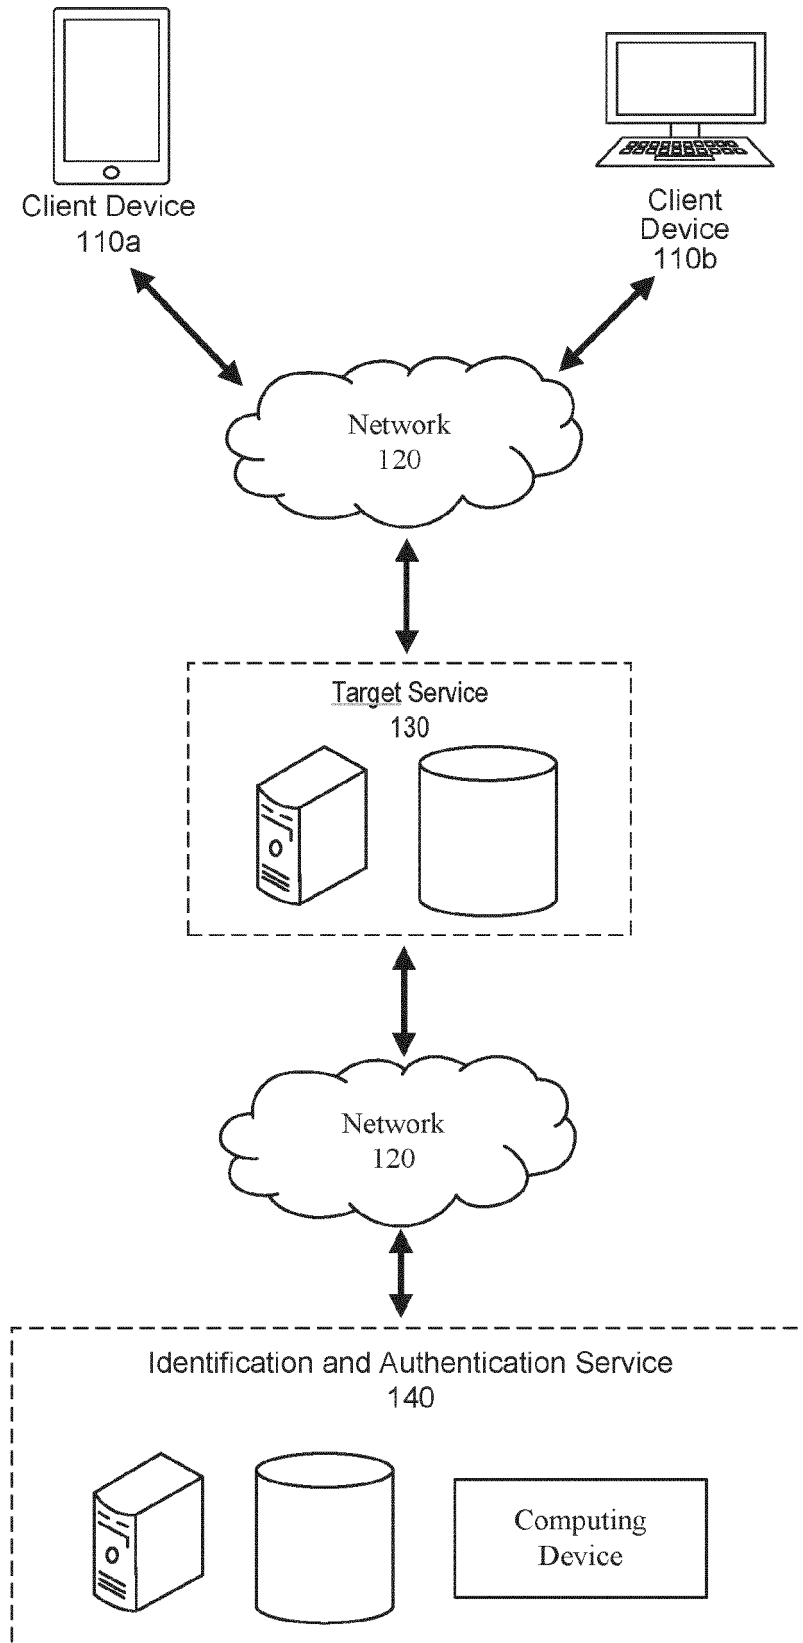 Client Device
110a
Client
Device
110b
Network
120
Target Service
130
Network
120
Identification and Authentication Service
140
Computing
Device